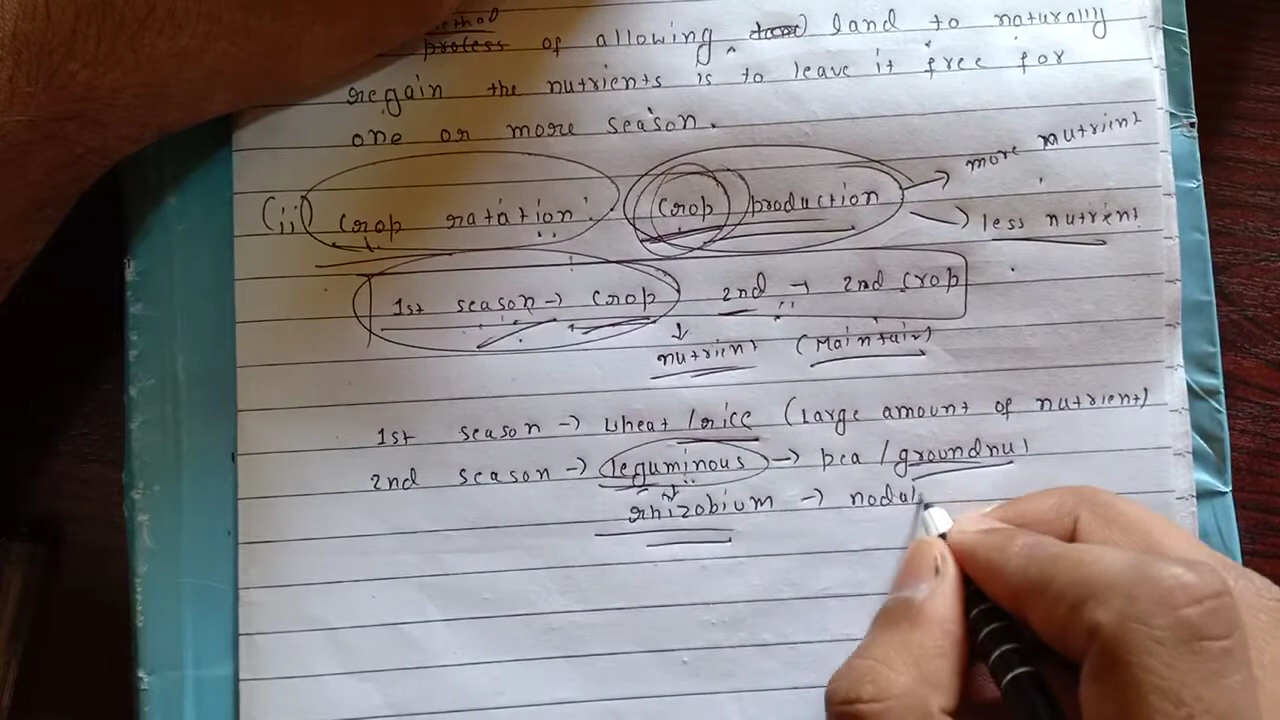 process of allowing land to naturally
regain the nutrients is to leave it free for
one or more season.
(ii) Crop ratation: Crop production → more nutrient
→ less nutrient
1st season → Crop 2nd → 2nd Crop
↓
nutrient (Maintain)
1st season → wheat/rice (Large amount of nutrient)
2nd season → leguminous → pea/groundnut
↓
rhizobium → nodul